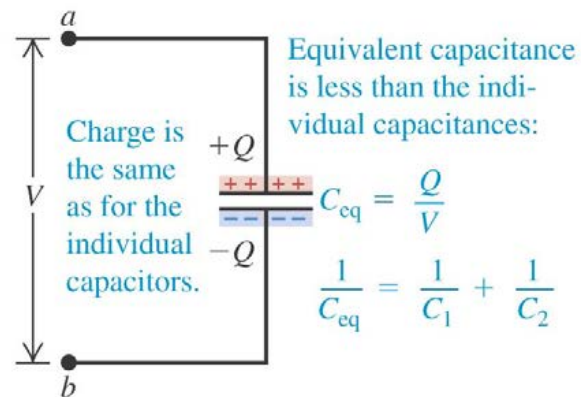 a
Equivalent capacitance
is less than the indi-
vidual capacitances:
Charge is
the same
as for the
individual
capacitors.
V
+Q
++ ++
−− −−
−Q
C_eq = Q/V
1/C_eq = 1/C_1 + 1/C_2
b